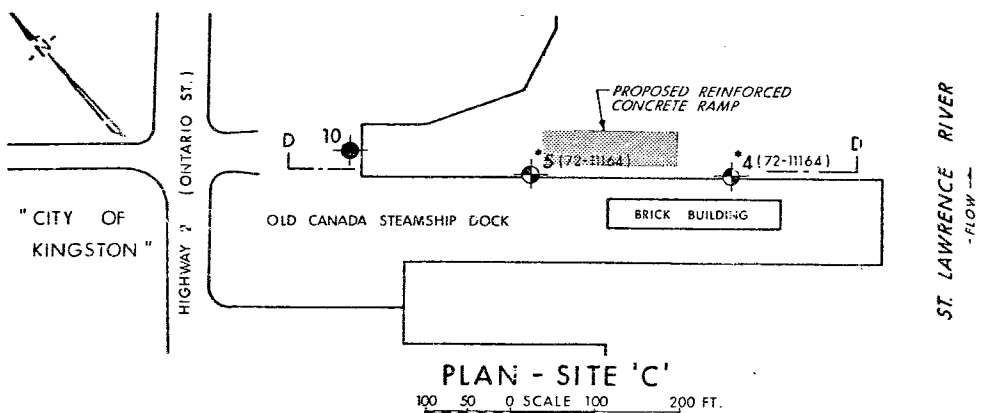 N
PROPOSED REINFORCED
CONCRETE RAMP
D
10
*5 (72-11164)
*4 (72-11164)
D
HIGHWAY 2 (ONTARIO ST.)
"CITY OF
KINGSTON"
OLD CANADA STEAMSHIP DOCK
BRICK BUILDING
ST. LAWRENCE RIVER
-FLOW
PLAN - SITE 'C'
100 50 0 SCALE 100 200 FT.